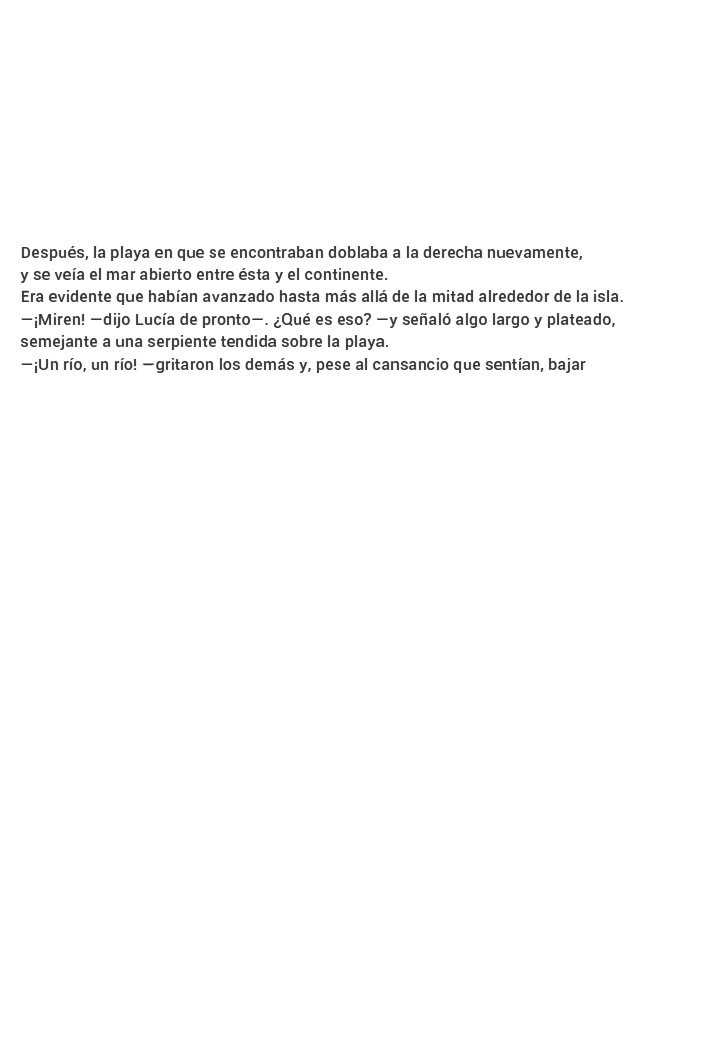 Después, la playa en que se encontraban doblaba a la derecha nuevamente,
y se veía el mar abierto entre ésta y el continente.
Era evidente que habían avanzado hasta más allá de la mitad alrededor de la isla.
—¡Miren! —dijo Lucía de pronto—. ¿Qué es eso? —y señaló algo largo y plateado,
semejante a una serpiente tendida sobre la playa.
—¡Un río, un río! —gritaron los demás y, pese al cansancio que sentían, bajar